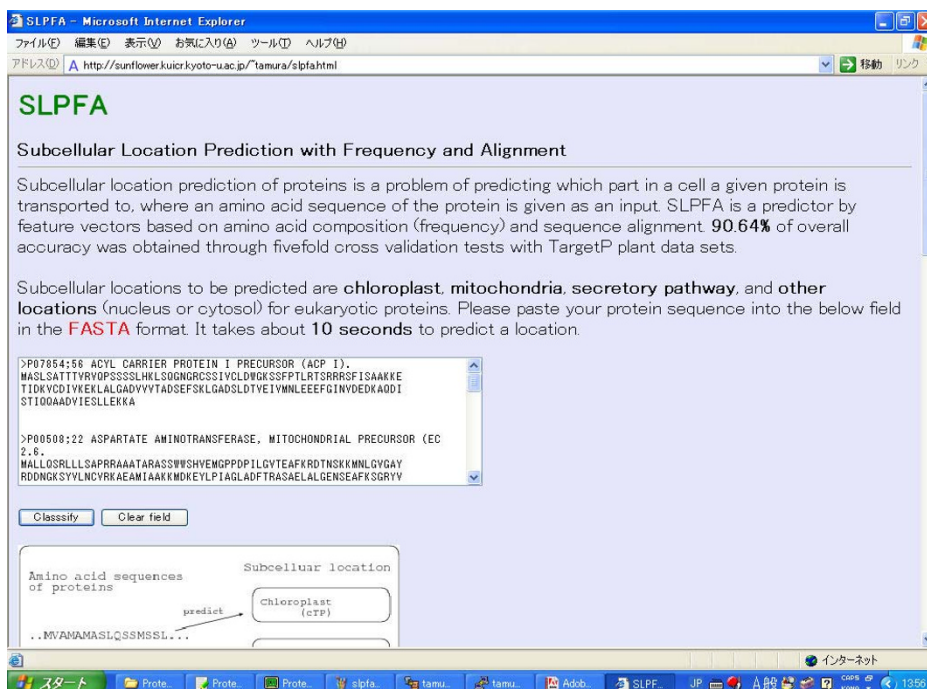 SLPFA - Microsoft Internet Explorer
ファイル(F) 編集(E) 表示(V) お気に入り(A) ツール(T) ヘルプ(H)
アドレス(D) http://sunflower.kuicr.kyoto-u.ac.jp/~tamura/slpfa.html 移動 リンク
SLPFA
Subcellular Location Prediction with Frequency and Alignment
Subcellular location prediction of proteins is a problem of predicting which part in a cell a given protein is
transported to, where an amino acid sequence of the protein is given as an input. SLPFA is a predictor by
feature vectors based on amino acid composition (frequency) and sequence alignment. 90.64% of overall
accuracy was obtained through fivefold cross validation tests with TargetP plant data sets.
Subcellular locations to be predicted are chloroplast, mitochondria, secretory pathway, and other
locations (nucleus or cytosol) for eukaryotic proteins. Please paste your protein sequence into the below field
in the FASTA format. It takes about 10 seconds to predict a location.
>P07854;56 ACYL CARRIER PROTEIN I PRECURSOR (ACP I).
MASLSATTTVRVQPSSSSLHKLSQGNGRCSSIVCLDWGKSSFPTLRTSRRRSFISAAKKE
TIDKVCDIVKEKLALGADVVVTADSEFSKLGADSLDTVEIVMNLEEEFGINVDEDKAQDI
STIQQAADVIESLLEKKA
>P00508;22 ASPARTATE AMINOTRANSFERASE, MITOCHONDRIAL PRECURSOR (EC
2.6.
MALLQSRLLLSAPRRAAATARASSWWSHVEMGPPDPILGVTEAFKRDTNSKKMNLGVGAY
RDDNGKSYVLNCVRKAEAMIAAKKMDKEYLPIAGLADFTRASAELALGENSEAFKSGRYV
Classsify Clear field
Amino acid sequences
of proteins
Subcelluar location
predict
Chloroplast
(cTP)
..MVAMAMASLQSSMSSL...
インターネット
スタート Prote... Prote... Prote... slpfa... tamu... tamu... Adob... SLPF... JP A般 CAPS 1356